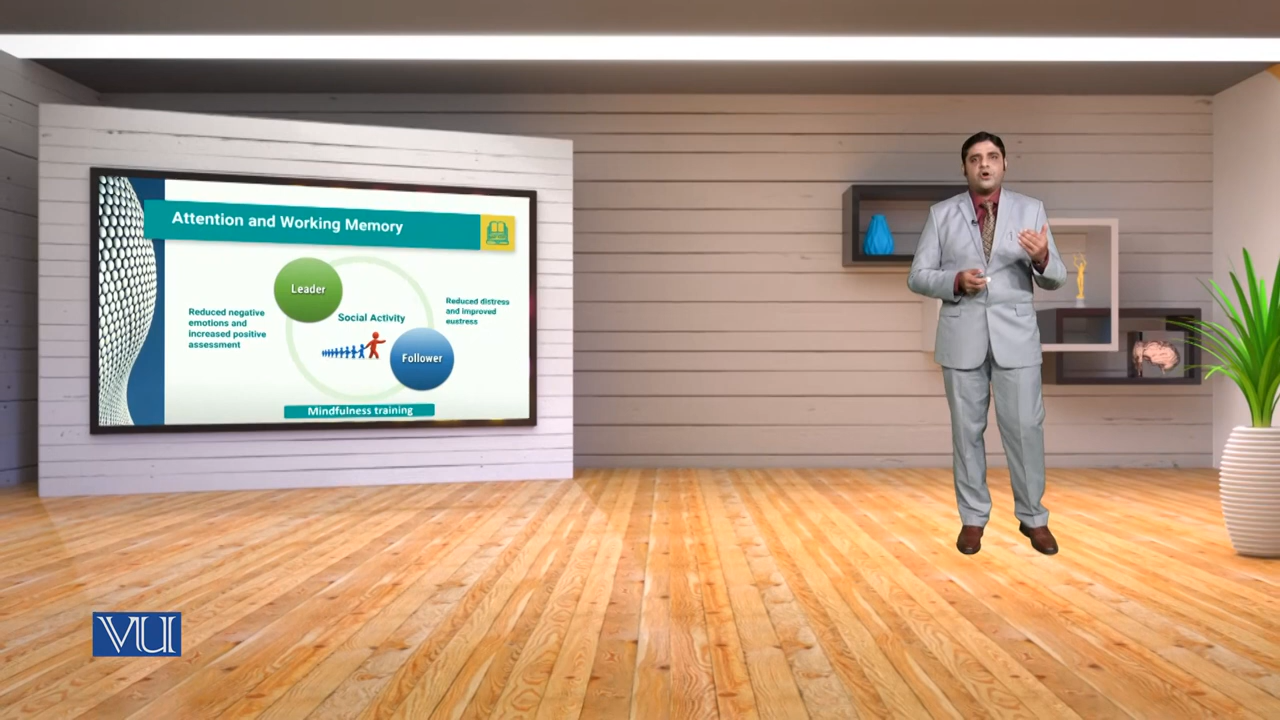 Attention and Working Memory
Leader
Reduced negative
emotions and
increased positive
assessment
Social Activity
Reduced distress
and improved
eustress
Follower
Mindfulness training
VU